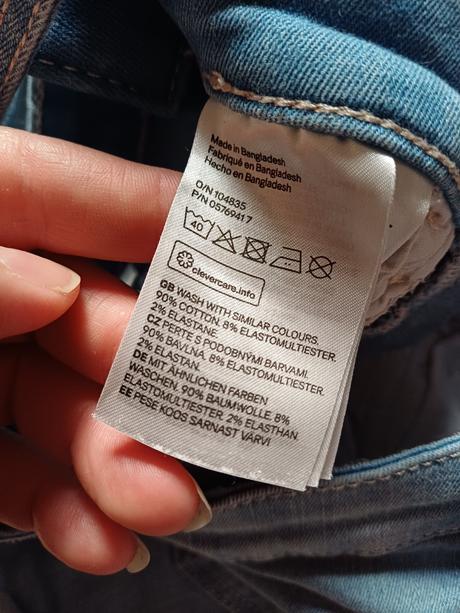 Made in Bangladesh
Fabriqué en Bangladesh
Hecho en Bangladesh
O/N 104835
P/N 05769417
40
clevercare.info
GB WASH WITH SIMILAR COLOURS.
90% COTTON. 8% ELASTOMULTIESTER.
2% ELASTANE.
CZ PERTE S PODOBNÝMI BARVAMI.
90% BAVLNA. 8% ELASTOMULTIESTER.
2% ELASTAN.
DE MIT ÄHNLICHEN FARBEN
WASCHEN. 90% BAUMWOLLE. 8%
ELASTOMULTIESTER. 2% ELASTHAN.
EE PESE KOOS SARNAST VÄRVI